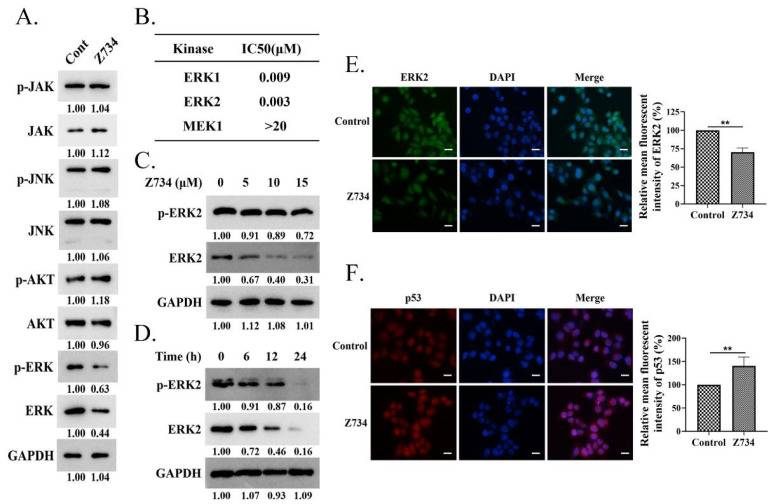 A.
Cont Z734
p-JAK
1.00 1.04
JAK
1.00 1.12
p-JNK
1.00 1.08
JNK
1.00 1.06
p-AKT
1.00 1.18
AKT
1.00 0.96
p-ERK
1.00 0.63
ERK
1.00 0.44
GAPDH
1.00 1.04
B.
Kinase IC50(μM)
ERK1 0.009
ERK2 0.003
MEK1 >20
C.
Z734 (μM) 0 5 10 15
p-ERK2
1.00 0.91 0.89 0.72
ERK2
1.00 0.67 0.40 0.31
GAPDH
1.00 1.12 1.08 1.01
D.
Time (h) 0 6 12 24
p-ERK2
1.00 0.91 0.87 0.16
ERK2
1.00 0.72 0.46 0.16
GAPDH
1.00 1.07 0.93 1.09
E.
ERK2 DAPI Merge
Control
Z734
Relative mean fluorescent
intensity of ERK2 (%)
100
75
50
25
0
**
Control Z734
F.
p53 DAPI Merge
Control
Z734
Relative mean fluorescent
intensity of p53 (%)
200
150
100
50
0
**
Control Z734